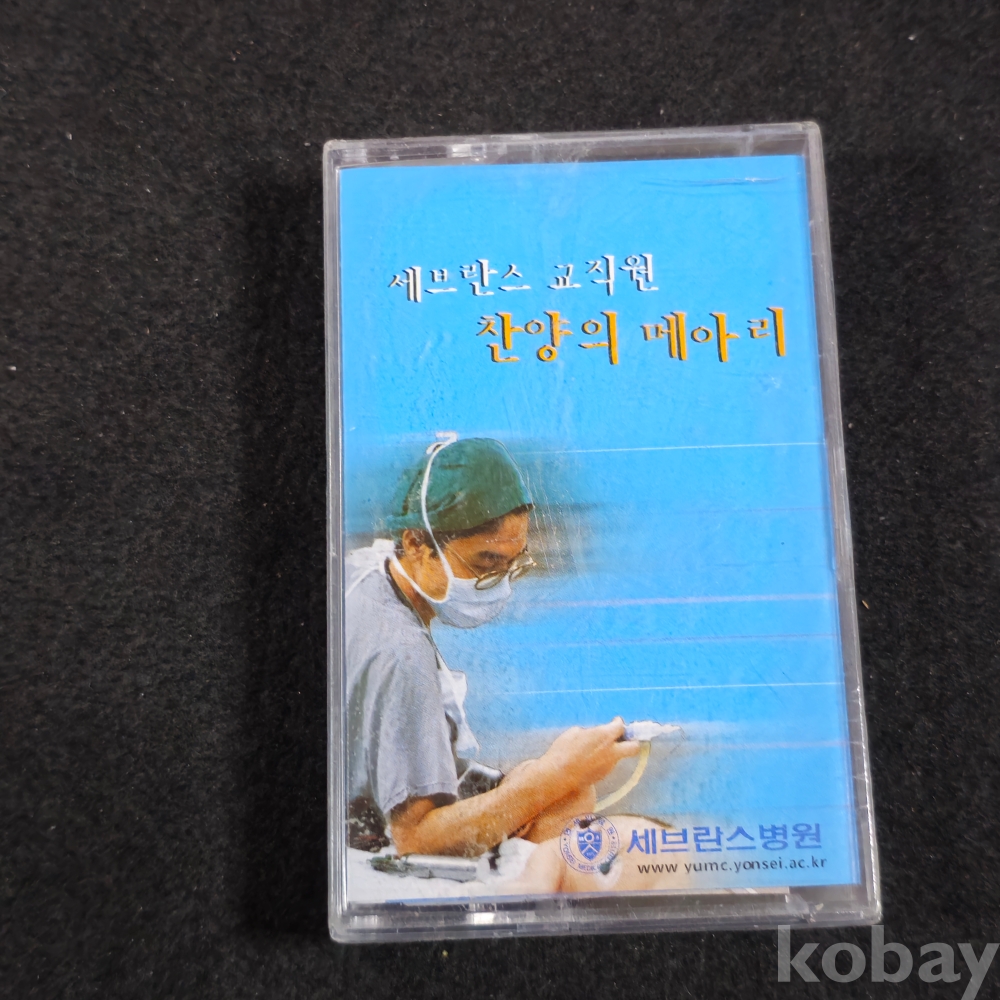 세브란스 교직원
찬양의 메아리
세브란스병원
www yumc.yonsei.ac.kr
kobay